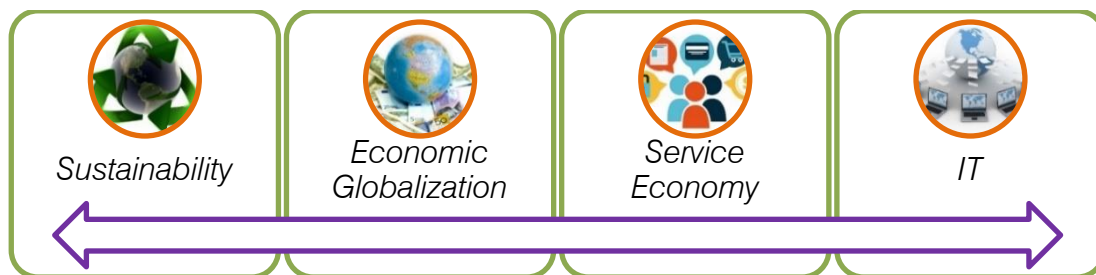 Sustainability
Economic
Globalization
Service
Economy
IT